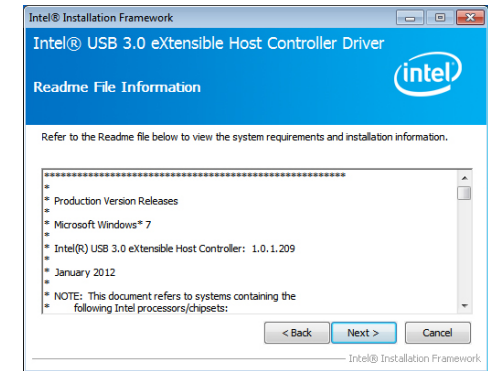 Intel® Installation Framework
Intel® USB 3.0 eXtensible Host Controller Driver
Readme File Information
intel®
Refer to the Readme file below to view the system requirements and installation information.
*******************************************************
*
* Production Version Releases
*
* Microsoft Windows* 7
*
* Intel(R) USB 3.0 eXtensible Host Controller: 1.0.1.209
*
* January 2012
*
* NOTE: This document refers to systems containing the
* following Intel processors/chipsets:
< Back Next > Cancel
Intel® Installation Framework